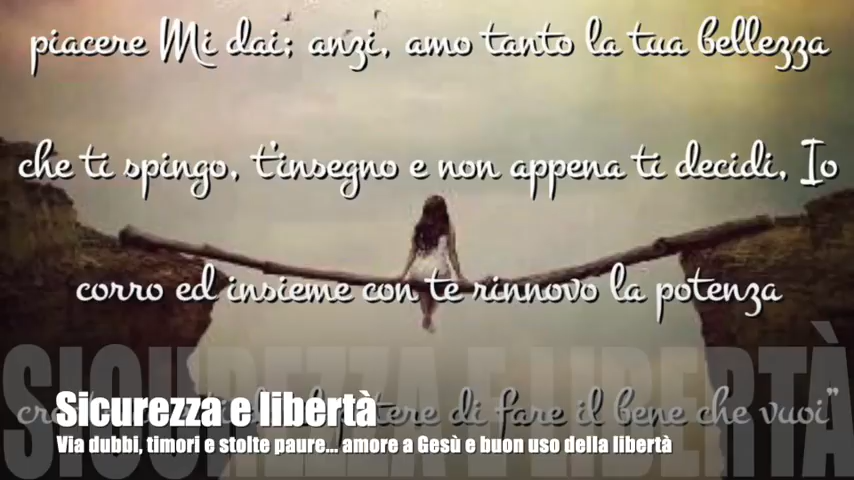 piacere Mi dai; anzi, amo tanto la tua bellezza
che ti spingo, t'insegno e non appena ti decidi, Io
corro ed insieme con te rinnovo la potenza
di fare il bene che vuoi"
SICUREZZA E LIBERTÀ
Sicurezza e libertà
Via dubbi, timori e stolte paure... amore a Gesù e buon uso della libertà